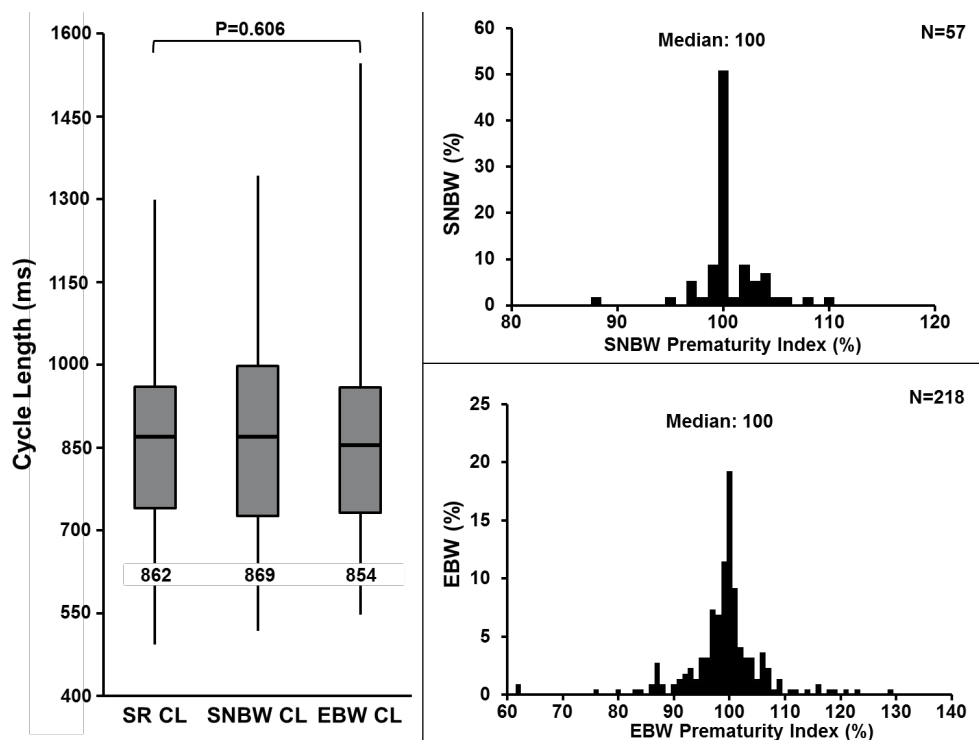 P=0.606
Cycle Length (ms)
1600
1450
1300
1150
1000
850
700
550
400
862 869 854
SR CL SNBW CL EBW CL
Median: 100
N=57
SNBW (%)
60
50
40
30
20
10
0
80 90 100 110 120
SNBW Prematurity Index (%)
N=218
Median: 100
EBW (%)
25
20
15
10
5
0
60 70 80 90 100 110 120 130 140
EBW Prematurity Index (%)